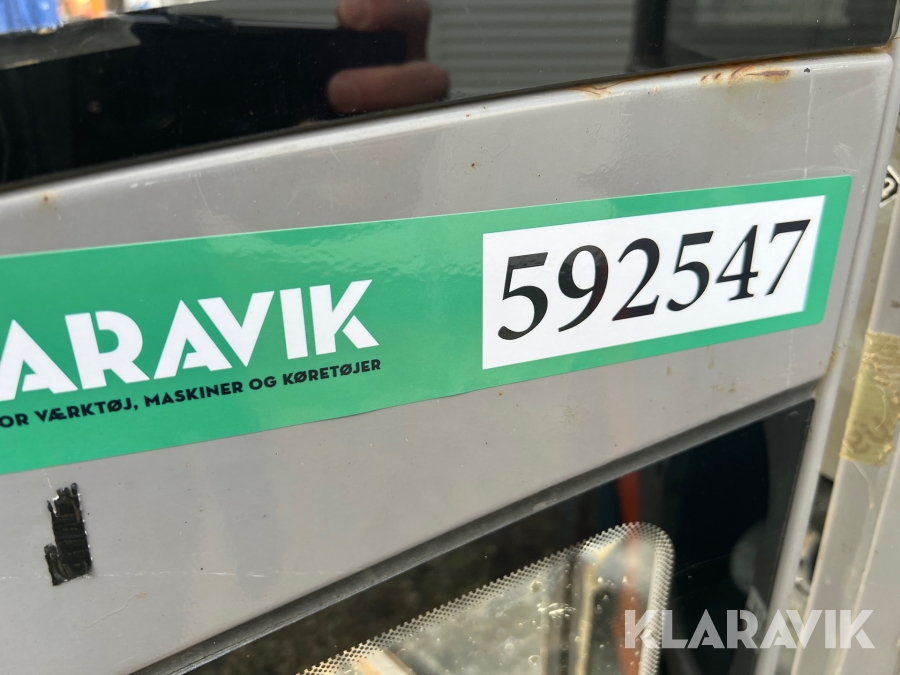 ARAVIK
OR VÆRKTØJ, MASKINER OG KØRETØJER
592547
KLARAVIK